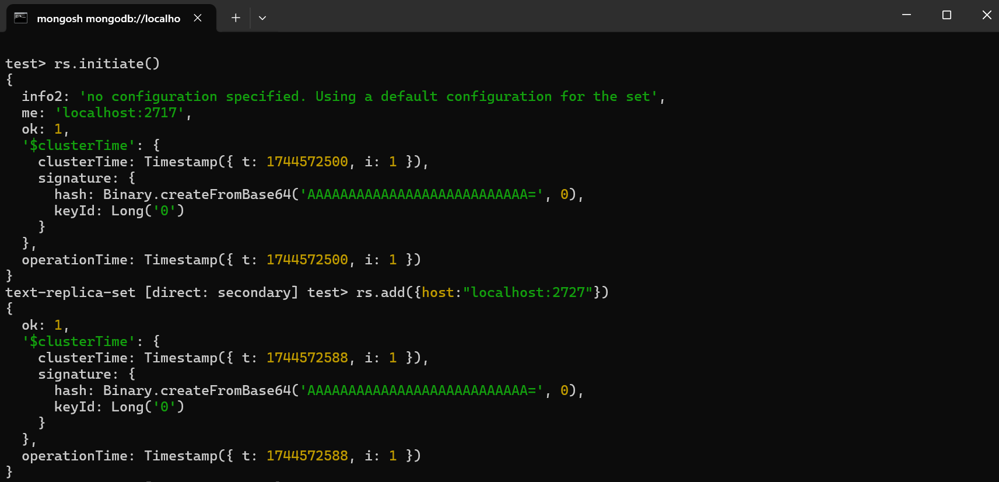 mongosh mongodb://localho
test> rs.initiate()
{
  info2: 'no configuration specified. Using a default configuration for the set',
  me: 'localhost:2717',
  ok: 1,
  '$clusterTime': {
    clusterTime: Timestamp({ t: 1744572500, i: 1 }),
    signature: {
      hash: Binary.createFromBase64('AAAAAAAAAAAAAAAAAAAAAAAAAAA=', 0),
      keyId: Long('0')
    }
  },
  operationTime: Timestamp({ t: 1744572500, i: 1 })
}
text-replica-set [direct: secondary] test> rs.add({host:"localhost:2727"})
{
  ok: 1,
  '$clusterTime': {
    clusterTime: Timestamp({ t: 1744572588, i: 1 }),
    signature: {
      hash: Binary.createFromBase64('AAAAAAAAAAAAAAAAAAAAAAAAAAA=', 0),
      keyId: Long('0')
    }
  },
  operationTime: Timestamp({ t: 1744572588, i: 1 })
}